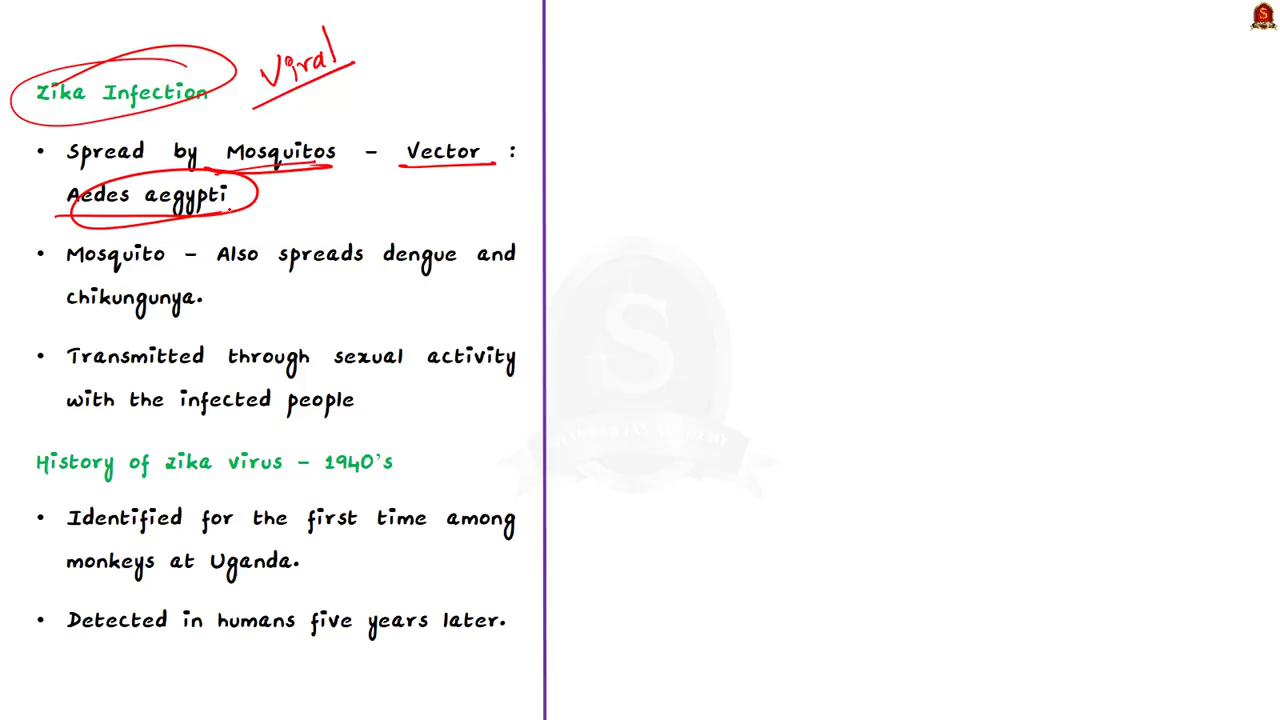 Zika Infection
Viral
• Spread by Mosquitos - Vector :
Aedes aegypti
• Mosquito - Also spreads dengue and
chikungunya.
• Transmitted through sexual activity
with the infected people
History of zika virus - 1940's
• Identified for the first time among
monkeys at Uganda.
• Detected in humans five years later.
S